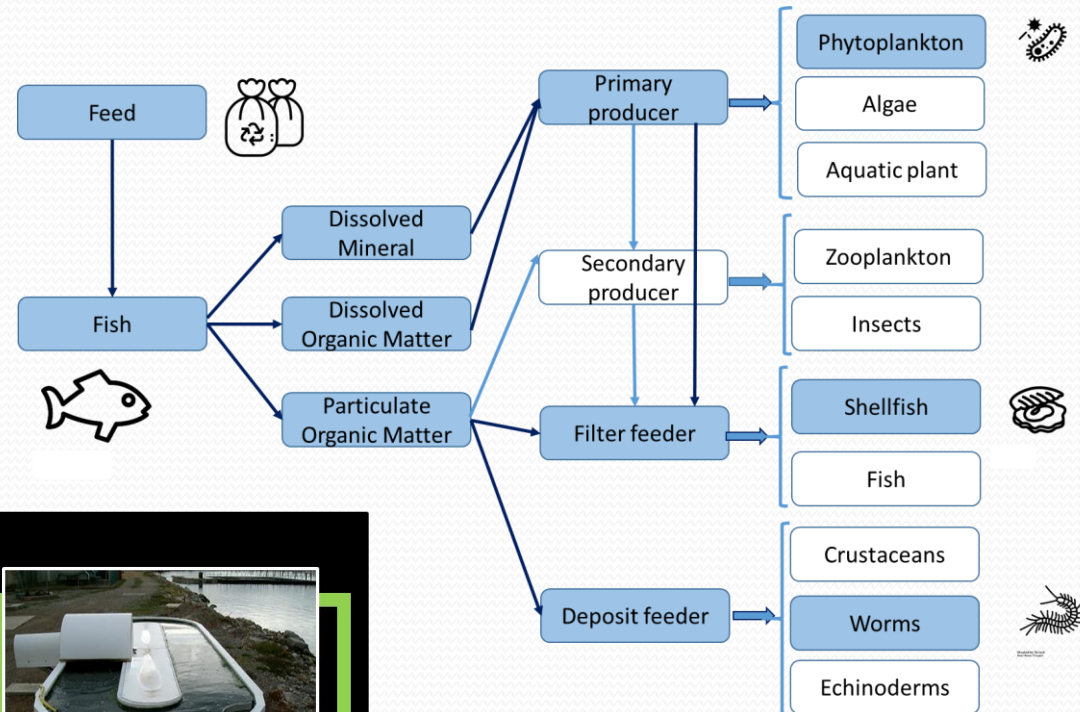 Feed
Fish
Dissolved
Mineral
Dissolved
Organic Matter
Particulate
Organic Matter
Primary
producer
Secondary
producer
Filter feeder
Deposit feeder
Phytoplankton
Algae
Aquatic plant
Zooplankton
Insects
Shellfish
Fish
Crustaceans
Worms
Echinoderms